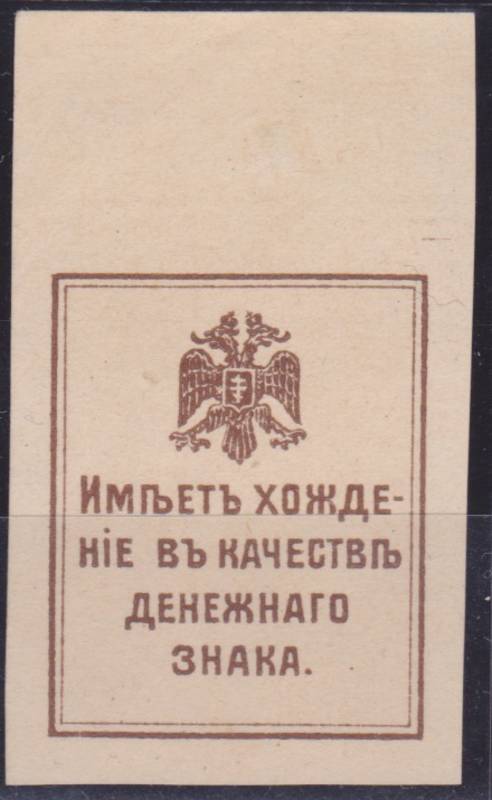 Имѣетъ хожде-
ніе въ качествѣ
денежнаго
знака.